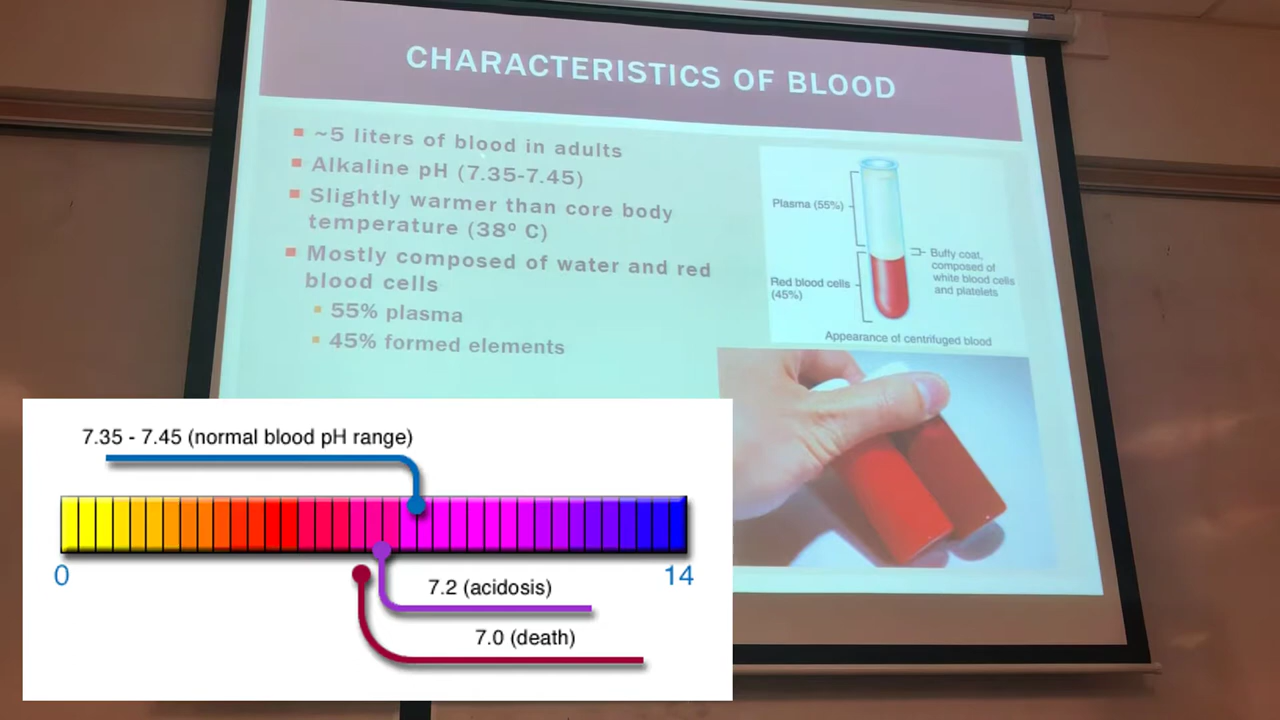 CHARACTERISTICS OF BLOOD
~5 liters of blood in adults
Alkaline pH (7.35-7.45)
Slightly warmer than core body
temperature (38º C)
Mostly composed of water and red
blood cells
55% plasma
45% formed elements
Plasma (55%)
Buffy coat,
composed of
white blood cells
and platelets
Red blood cells
(45%)
Appearance of centrifuged blood
7.35 - 7.45 (normal blood pH range)
0
14
7.2 (acidosis)
7.0 (death)